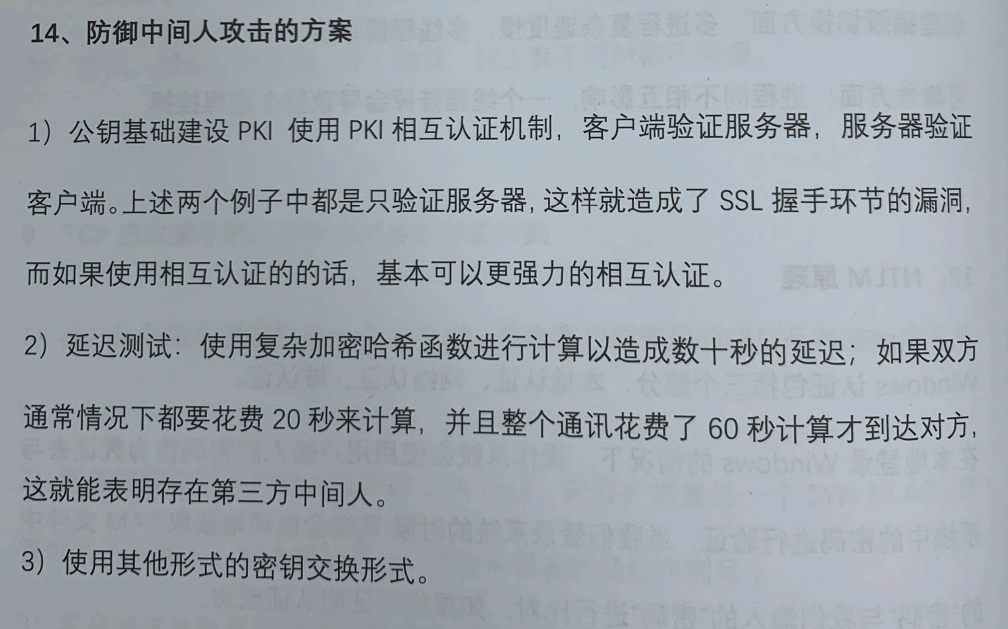 14、防御中间人攻击的方案
1）公钥基础建设 PKI 使用 PKI 相互认证机制，客户端验证服务器，服务器验证
客户端。上述两个例子中都是只验证服务器，这样就造成了 SSL 握手环节的漏洞，
而如果使用相互认证的的话，基本可以更强力的相互认证。
2）延迟测试：使用复杂加密哈希函数进行计算以造成数十秒的延迟；如果双方
通常情况下都要花费 20 秒来计算，并且整个通讯花费了 60 秒计算才到达对方，
这就能表明存在第三方中间人。
3）使用其他形式的密钥交换形式。